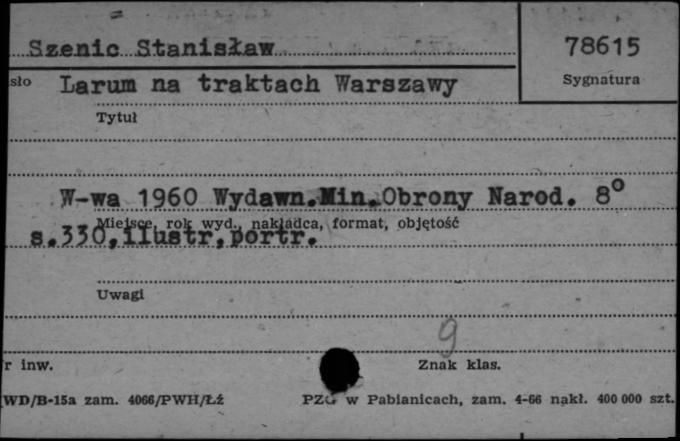 Szenic Stanisław 78615
sło Larum na traktach Warszawy Sygnatura
Tytuł
W-wa 1960 Wydawn.Min.Obrony Narod. 8°
Miejsce, rok wyd., nakładca, format, objętość
s.330,ilustr,portr.
Uwagi
9
r inw. Znak klas.
WD/B-15a zam. 4066/PWH/Łź PZG w Pabianicach, zam. 4-66 nakł. 400 000 szt.